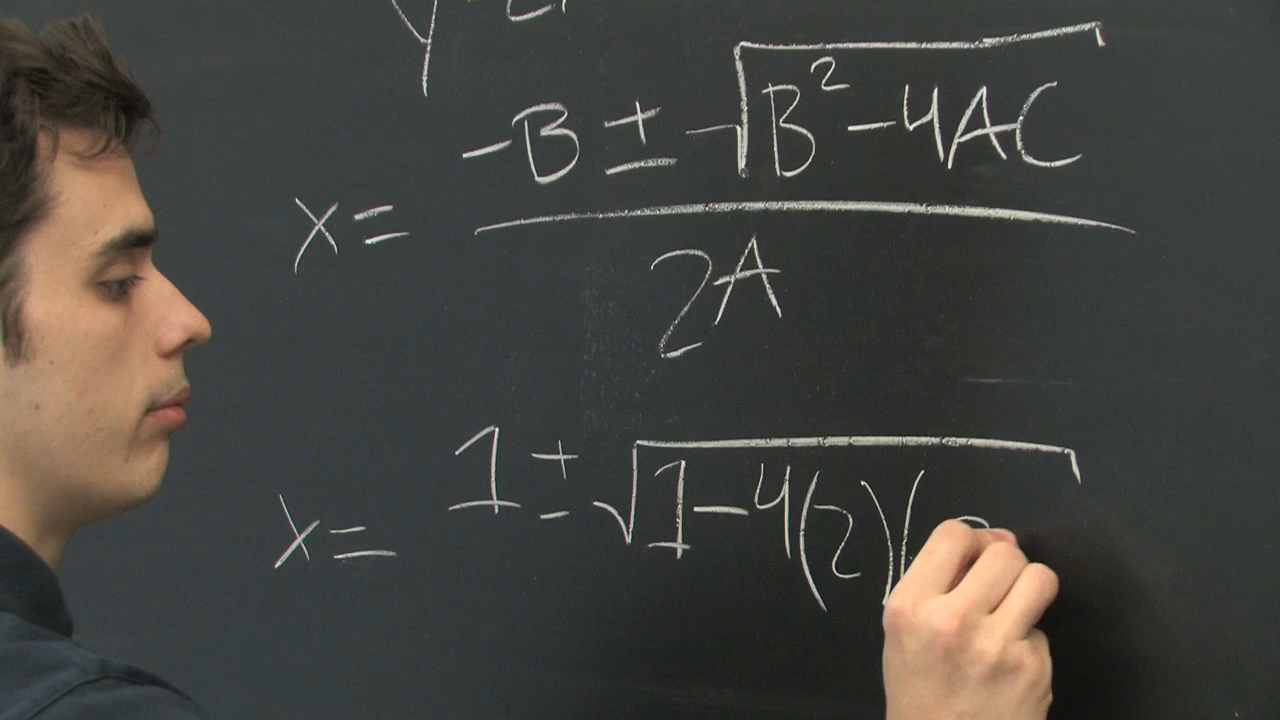 -B ± √B² - 4AC
x =
2A
x = 1 ± √1 - 4(2)(